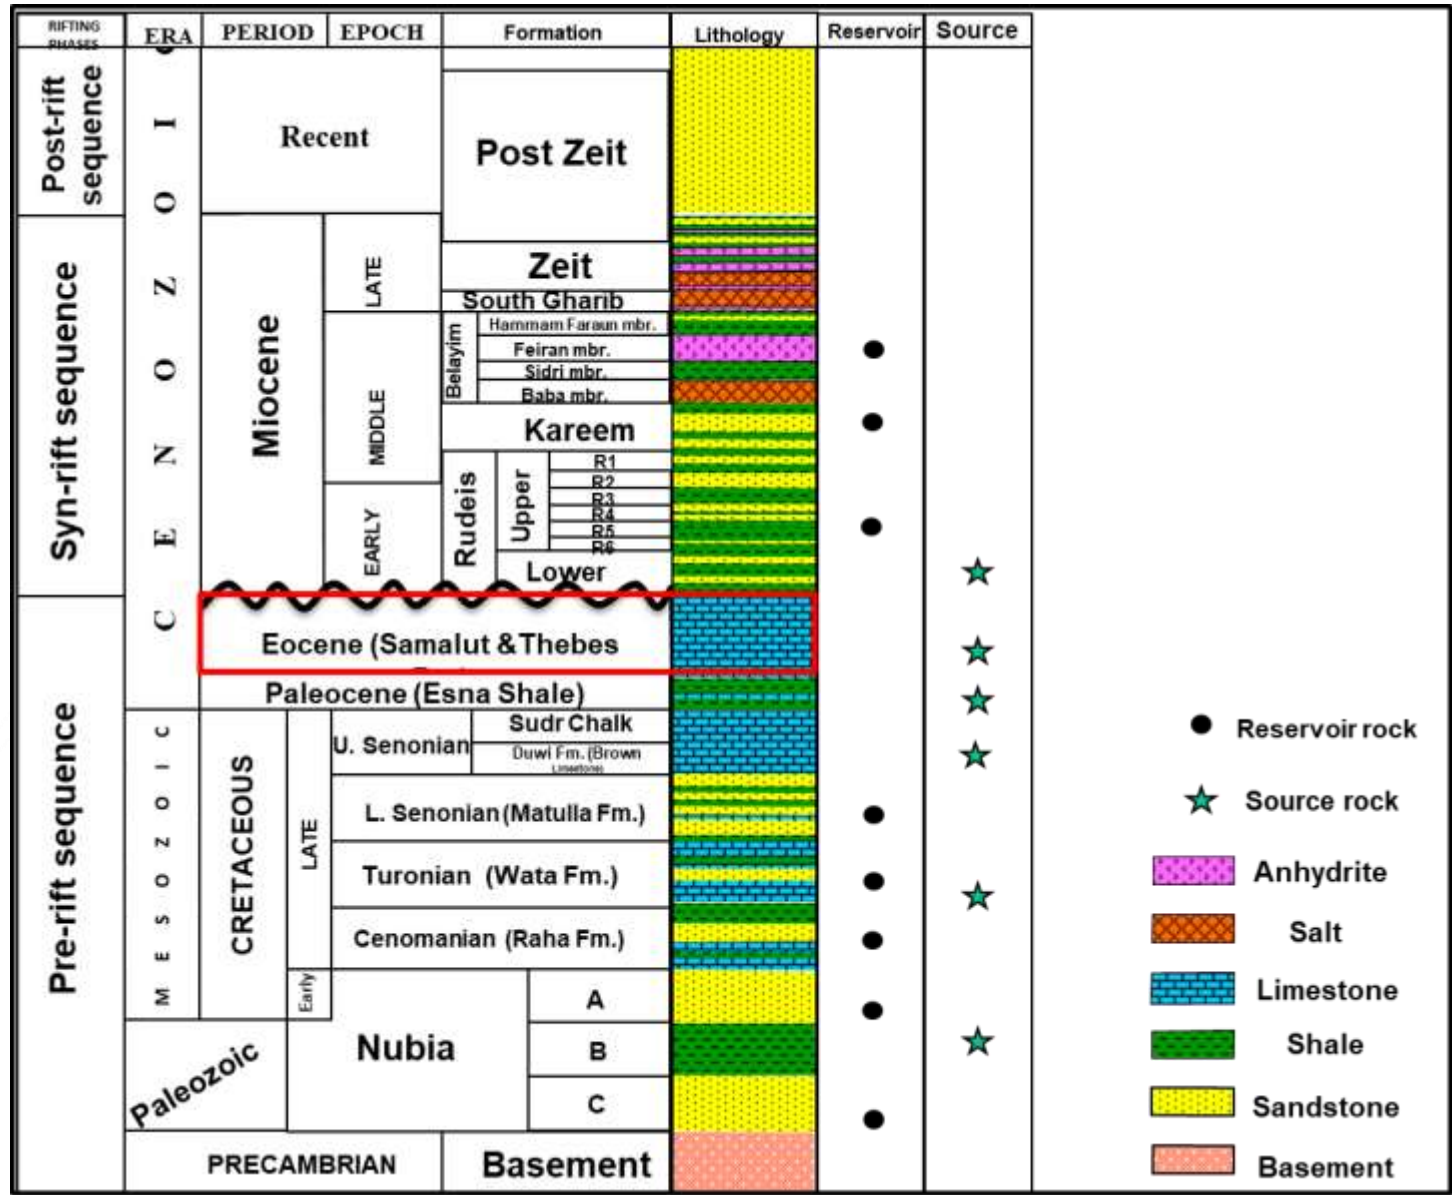 RIFTING PHASES
ERA
PERIOD
EPOCH
Formation
Lithology
Reservoir
Source
Post-rift
sequence
Syn-rift sequence
Pre-rift sequence
C E N O Z O I C
MESOZOIC
Paleozoic
PRECAMBRIAN
Recent
Miocene
LATE
MIDDLE
EARLY
Post Zeit
Zeit
South Gharib
Belayim
Hammam Faraun mbr.
Feiran mbr.
Sidri mbr.
Baba mbr.
Kareem
Rudeis
Upper
R1
R2
R3
R4
R5
R6
Lower
Eocene (Samalut & Thebes
Paleocene (Esna Shale)
CRETACEOUS
LATE
Early
U. Senonian
Sudr Chalk
Duwi Fm. (Brown
Limestone)
L. Senonian (Matulla Fm.)
Turonian (Wata Fm.)
Cenomanian (Raha Fm.)
Nubia
A
B
C
Basement
Reservoir rock
Source rock
Anhydrite
Salt
Limestone
Shale
Sandstone
Basement